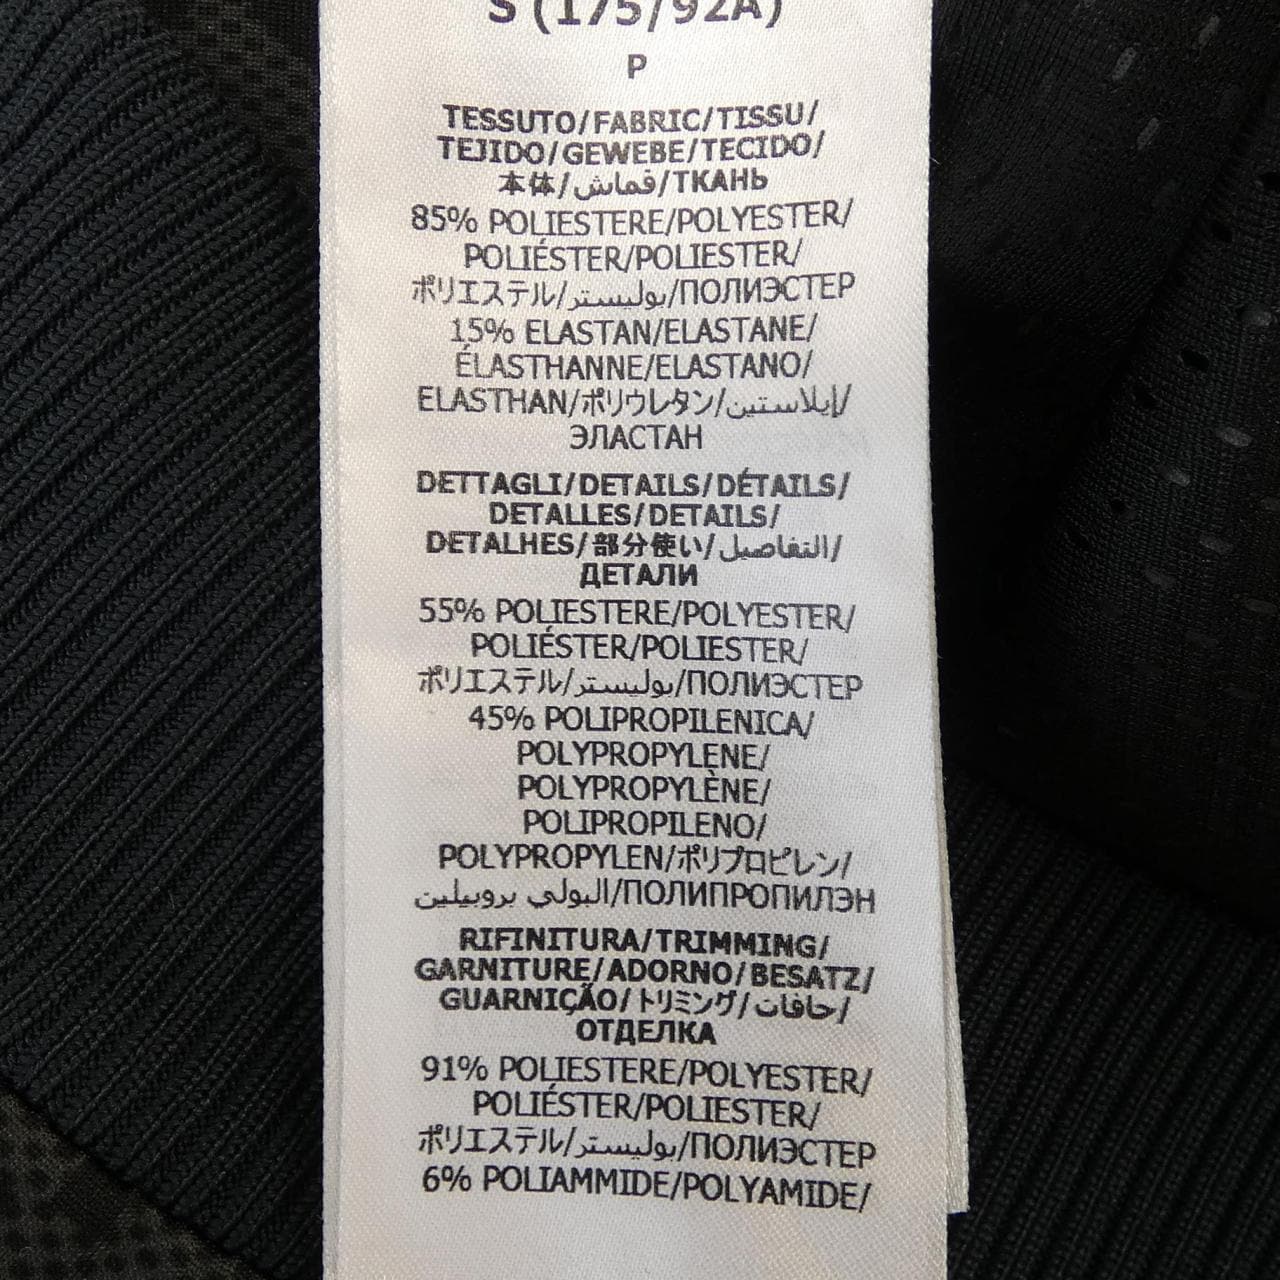 S (175/92A)
P
TESSUTO/FABRIC/TISSU/
TEJIDO/GEWEBE/TECIDO/
本体/قماش/ТКАНЬ
85% POLIESTERE/POLYESTER/
POLIÉSTER/POLIESTER/
ポリエステル/بوليستر/ПОЛИЭСТЕР
15% ELASTAN/ELASTANE/
ÉLASTHANNE/ELASTANO/
ELASTHAN/ポリウレタン/إيلاستين/
ЭЛАСТАН
DETTAGLI/DETAILS/DÉTAILS/
DETALLES/DETAILS/
DETALHES/部分使い/التفاصيل/
ДЕТАЛИ
55% POLIESTERE/POLYESTER/
POLIÉSTER/POLIESTER/
ポリエステル/بوليستر/ПОЛИЭСТЕР
45% POLIPROPILENICA/
POLYPROPYLENE/
POLYPROPYLÈNE/
POLIPROPILENO/
POLYPROPYLEN/ポリプロピレン/
البولي بروبيلين/ПОЛИПРОПИЛЭН
RIFINITURA/TRIMMING/
GARNITURE/ADORNO/BESATZ/
GUARNIÇÃO/トリミング/حافات/
ОТДЕЛКА
91% POLIESTERE/POLYESTER/
POLIÉSTER/POLIESTER/
ポリエステル/بوليستر/ПОЛИЭСТЕР
6% POLIAMMIDE/POLYAMIDE/